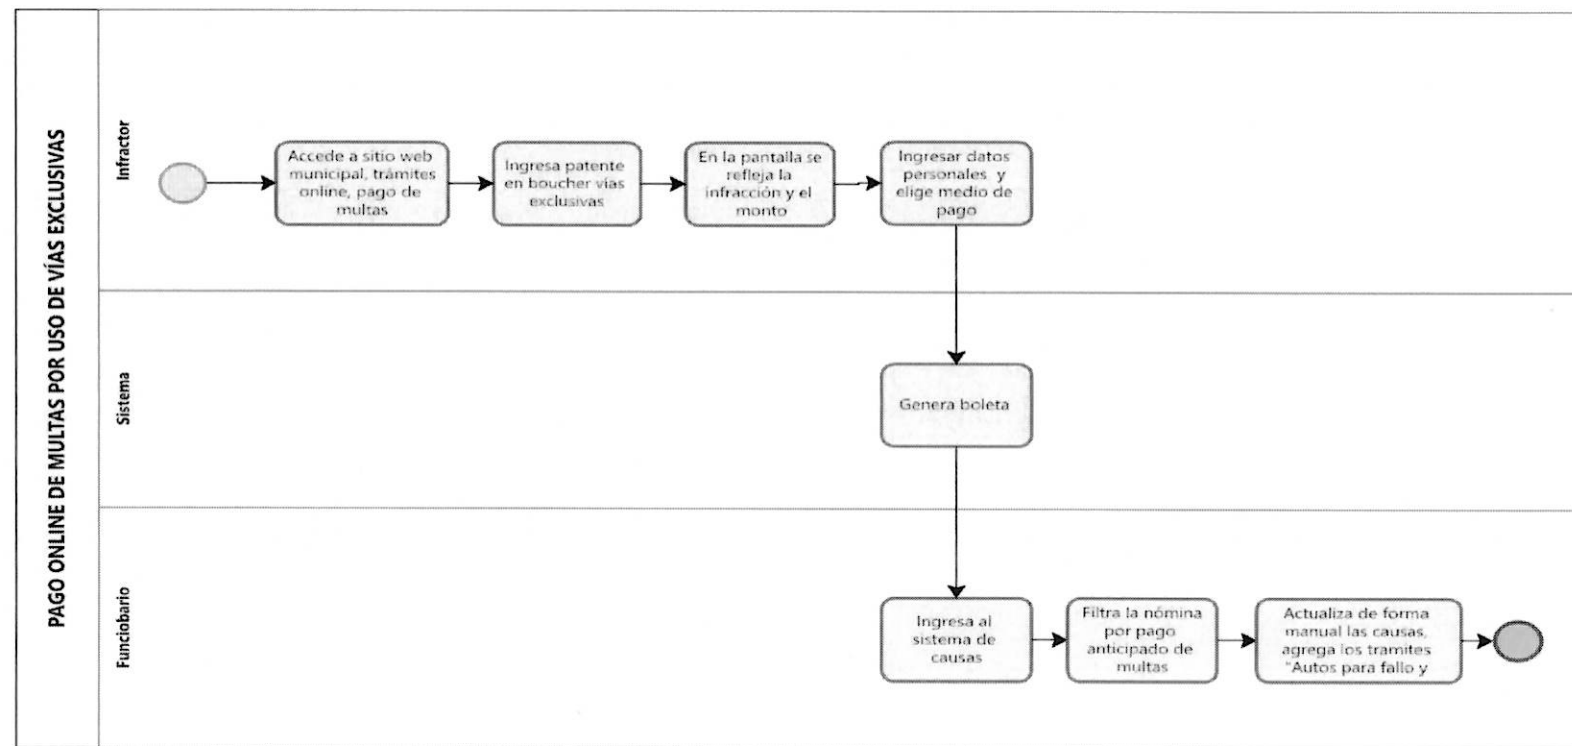 PAGO ONLINE DE MULTAS POR USO DE VÍAS EXCLUSIVAS
Infractor
Accede a sitio web
municipal, trámites
online, pago de
multas
Ingresa patente
en boucher vías
exclusivas
En la pantalla se
refleja la
infracción y el
monto
Ingresar datos
personales y
elige medio de
pago
Sistema
Genera boleta
Funciobario
Ingresa al
sistema de
causas
Filtra la nómina
por pago
anticipado de
multas
Actualiza de forma
manual las causas,
agrega los tramites
"Autos para fallo y